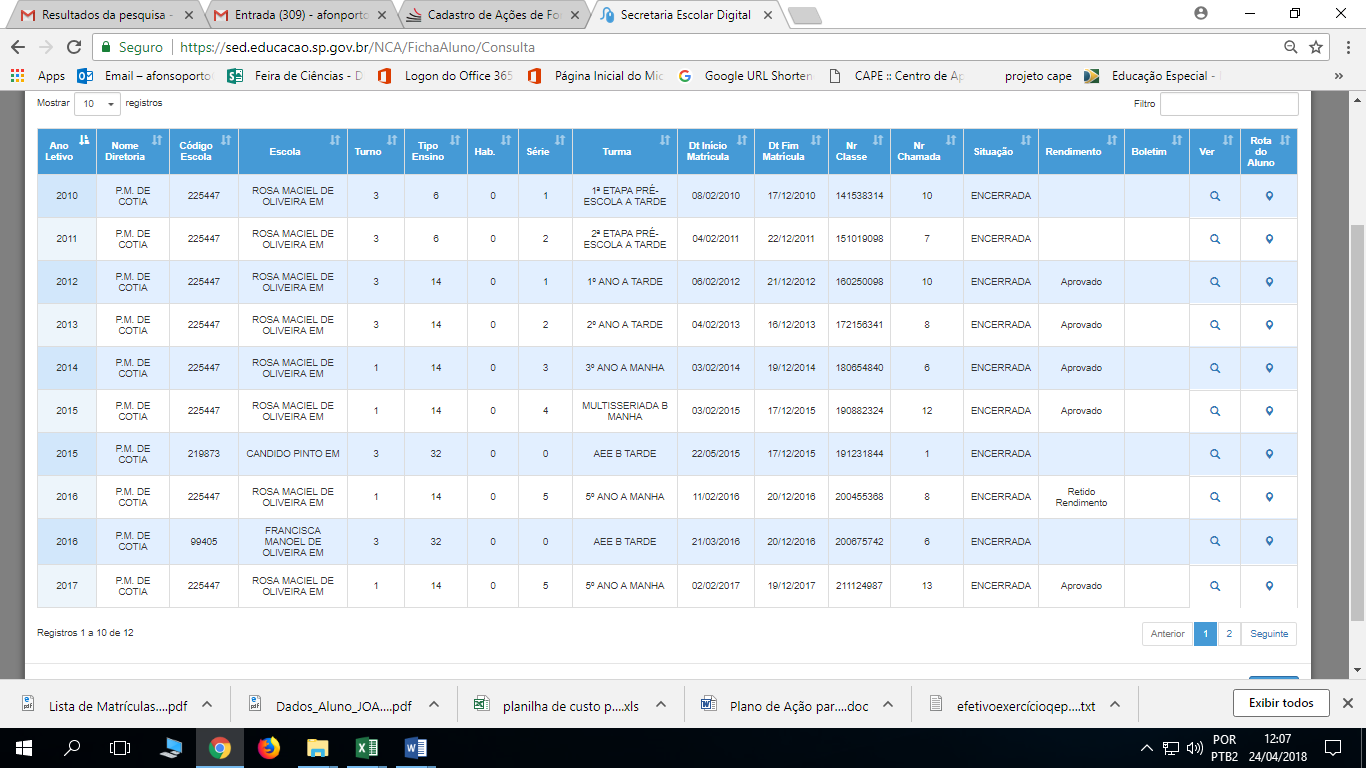 Resultados da pesquisa -
Entrada (309) - afonporto
Cadastro de Ações de Fo
Secretaria Escolar Digital
Seguro https://sed.educacao.sp.gov.br/NCA/FichaAluno/Consulta
Apps Email – afonsoporto Feira de Ciências - D Logon do Office 365 Página Inicial do Mic Google URL Shorten CAPE :: Centro de Ap projeto cape Educação Especial - »
Mostrar 10 registros Filtro
Ano Letivo Nome Diretoria Código Escola Escola Turno Tipo Ensino Hab. Série Turma Dt Inicio Matrícula Dt Fim Matrícula Nr Classe Nr Chamada Situação Rendimento Boletim Ver Rota do Aluno
2010 P.M. DE COTIA 225447 ROSA MACIEL DE OLIVEIRA EM 3 6 0 1 1ª ETAPA PRÉ-ESCOLA A TARDE 08/02/2010 17/12/2010 141538314 10 ENCERRADA
2011 P.M. DE COTIA 225447 ROSA MACIEL DE OLIVEIRA EM 3 6 0 2 2ª ETAPA PRÉ-ESCOLA A TARDE 04/02/2011 22/12/2011 151019098 7 ENCERRADA
2012 P.M. DE COTIA 225447 ROSA MACIEL DE OLIVEIRA EM 3 14 0 1 1º ANO A TARDE 06/02/2012 21/12/2012 160250098 10 ENCERRADA Aprovado
2013 P.M. DE COTIA 225447 ROSA MACIEL DE OLIVEIRA EM 3 14 0 2 2º ANO A TARDE 04/02/2013 16/12/2013 172156341 8 ENCERRADA Aprovado
2014 P.M. DE COTIA 225447 ROSA MACIEL DE OLIVEIRA EM 1 14 0 3 3º ANO A MANHA 03/02/2014 19/12/2014 180654840 6 ENCERRADA Aprovado
2015 P.M. DE COTIA 225447 ROSA MACIEL DE OLIVEIRA EM 1 14 0 4 MULTISSERIADA B MANHA 03/02/2015 17/12/2015 190882324 12 ENCERRADA Aprovado
2015 P.M. DE COTIA 219873 CANDIDO PINTO EM 3 32 0 0 AEE B TARDE 22/05/2015 17/12/2015 191231844 1 ENCERRADA
2016 P.M. DE COTIA 225447 ROSA MACIEL DE OLIVEIRA EM 1 14 0 5 5º ANO A MANHA 11/02/2016 20/12/2016 200455368 8 ENCERRADA Retido Rendimento
2016 P.M. DE COTIA 99405 FRANCISCA MANOEL DE OLIVEIRA EM 3 32 0 0 AEE B TARDE 21/03/2016 20/12/2016 200675742 6 ENCERRADA
2017 P.M. DE COTIA 225447 ROSA MACIEL DE OLIVEIRA EM 1 14 0 5 5º ANO A MANHA 02/02/2017 19/12/2017 211124987 13 ENCERRADA Aprovado
Registros 1 a 10 de 12 Anterior 1 2 Seguinte
Lista de Matrículas....pdf Dados_Aluno_JOA....pdf planilha de custo p....xls Plano de Ação par....doc efetivoexercícioqep....txt Exibir todos
POR 12:07
PTB2 24/04/2018